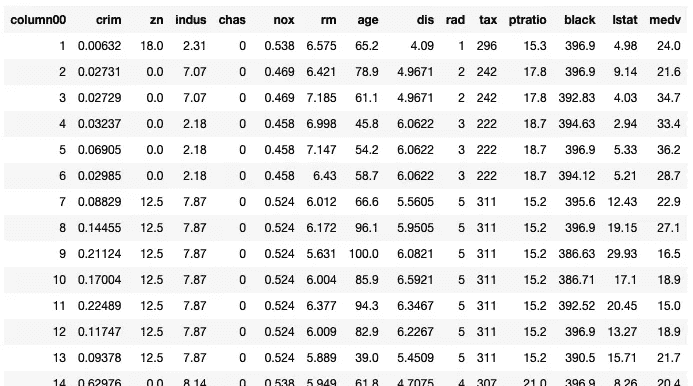 column00 crim zn indus chas nox rm age dis rad tax ptratio black lstat medv
1 0.00632 18.0 2.31 0 0.538 6.575 65.2 4.09 1 296 15.3 396.9 4.98 24.0
2 0.02731 0.0 7.07 0 0.469 6.421 78.9 4.9671 2 242 17.8 396.9 9.14 21.6
3 0.02729 0.0 7.07 0 0.469 7.185 61.1 4.9671 2 242 17.8 392.83 4.03 34.7
4 0.03237 0.0 2.18 0 0.458 6.998 45.8 6.0622 3 222 18.7 394.63 2.94 33.4
5 0.06905 0.0 2.18 0 0.458 7.147 54.2 6.0622 3 222 18.7 396.9 5.33 36.2
6 0.02985 0.0 2.18 0 0.458 6.43 58.7 6.0622 3 222 18.7 394.12 5.21 28.7
7 0.08829 12.5 7.87 0 0.524 6.012 66.6 5.5605 5 311 15.2 395.6 12.43 22.9
8 0.14455 12.5 7.87 0 0.524 6.172 96.1 5.9505 5 311 15.2 396.9 19.15 27.1
9 0.21124 12.5 7.87 0 0.524 5.631 100.0 6.0821 5 311 15.2 386.63 29.93 16.5
10 0.17004 12.5 7.87 0 0.524 6.004 85.9 6.5921 5 311 15.2 386.71 17.1 18.9
11 0.22489 12.5 7.87 0 0.524 6.377 94.3 6.3467 5 311 15.2 392.52 20.45 15.0
12 0.11747 12.5 7.87 0 0.524 6.009 82.9 6.2267 5 311 15.2 396.9 13.27 18.9
13 0.09378 12.5 7.87 0 0.524 5.889 39.0 5.4509 5 311 15.2 390.5 15.71 21.7
14 0.62976 0.0 8.14 0 0.538 5.949 61.8 4.7075 4 307 21.0 396.9 8.26 20.4